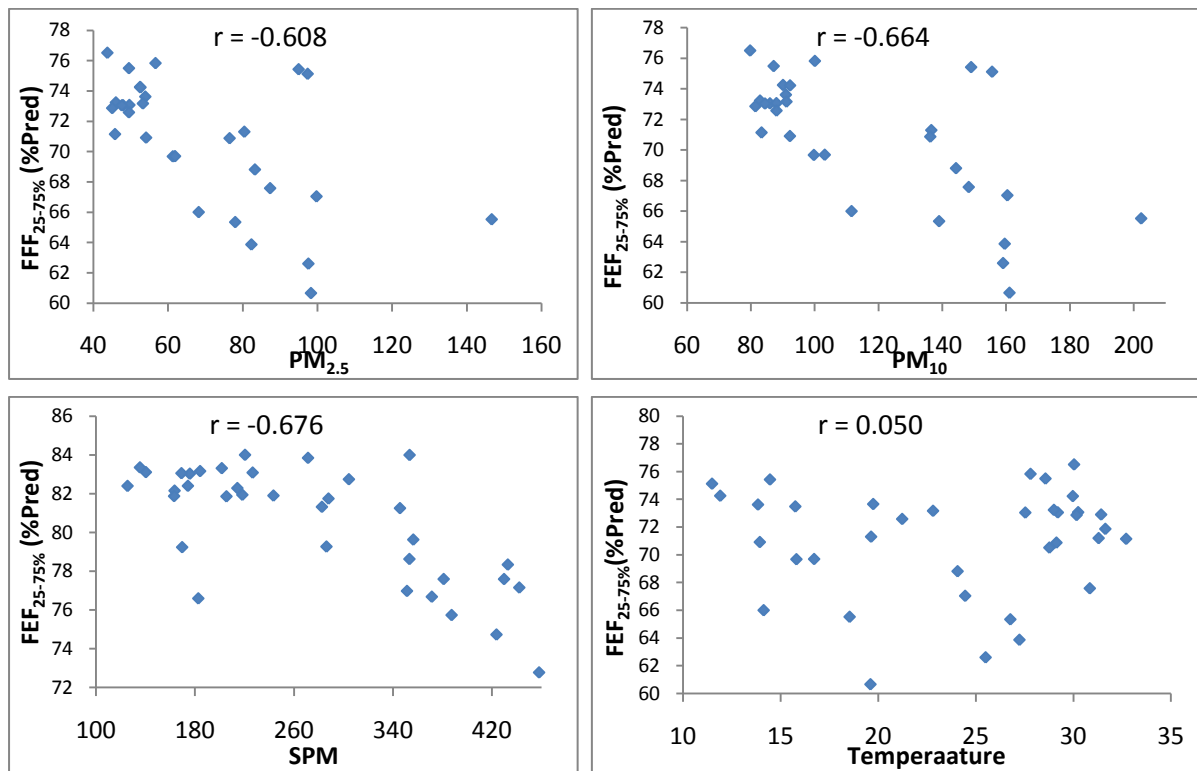 r = -0.608
78
76
74
72
70
68
66
64
62
60
FFF25-75% (%Pred)
40 60 80 100 120 140 160
PM2.5
r = -0.664
78
76
74
72
70
68
66
64
62
60
FEF25-75% (%Pred)
60 80 100 120 140 160 180 200
PM10
r = -0.676
86
84
82
80
78
76
74
72
FEF25-75% (%Pred)
100 180 260 340 420
SPM
r = 0.050
80
78
76
74
72
70
68
66
64
62
60
FEF25-75%(%Pred)
10 15 20 25 30 35
Temperaature